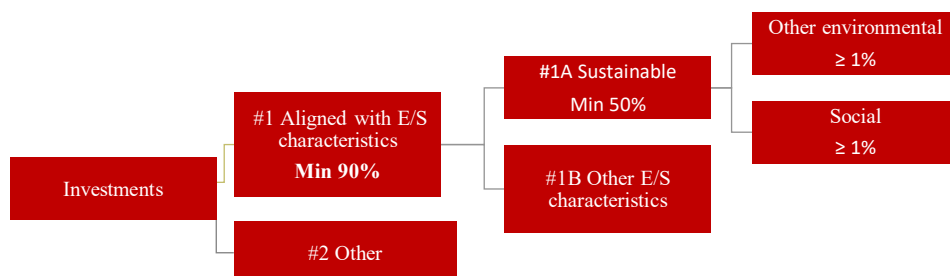 Investments
#1 Aligned with E/S
characteristics
Min 90%
#2 Other
#1A Sustainable
Min 50%
#1B Other E/S
characteristics
Other environmental
≥ 1%
Social
≥ 1%